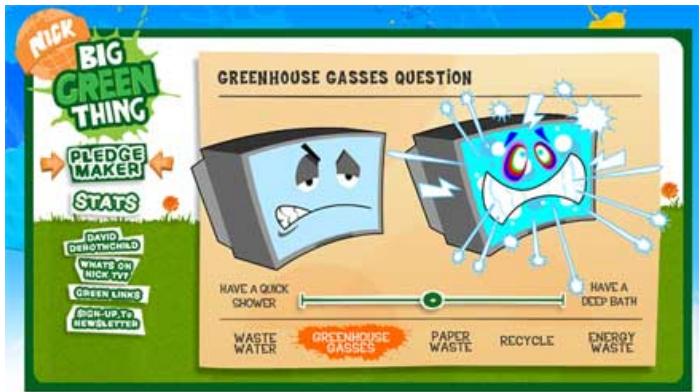 NICK
BIG
GREEN
THING
PLEDGE
MAKER
STATS
DAVID
DEROTHCHILD
WHATS ON
NICK TV?
GREEN LINKS
SIGN-UP TO
NEWSLETTER
GREENHOUSE GASSES QUESTION
HAVE A QUICK
SHOWER
HAVE A
DEEP BATH
WASTE
WATER
GREENHOUSE
GASSES
PAPER
WASTE
RECYCLE
ENERGY
WASTE